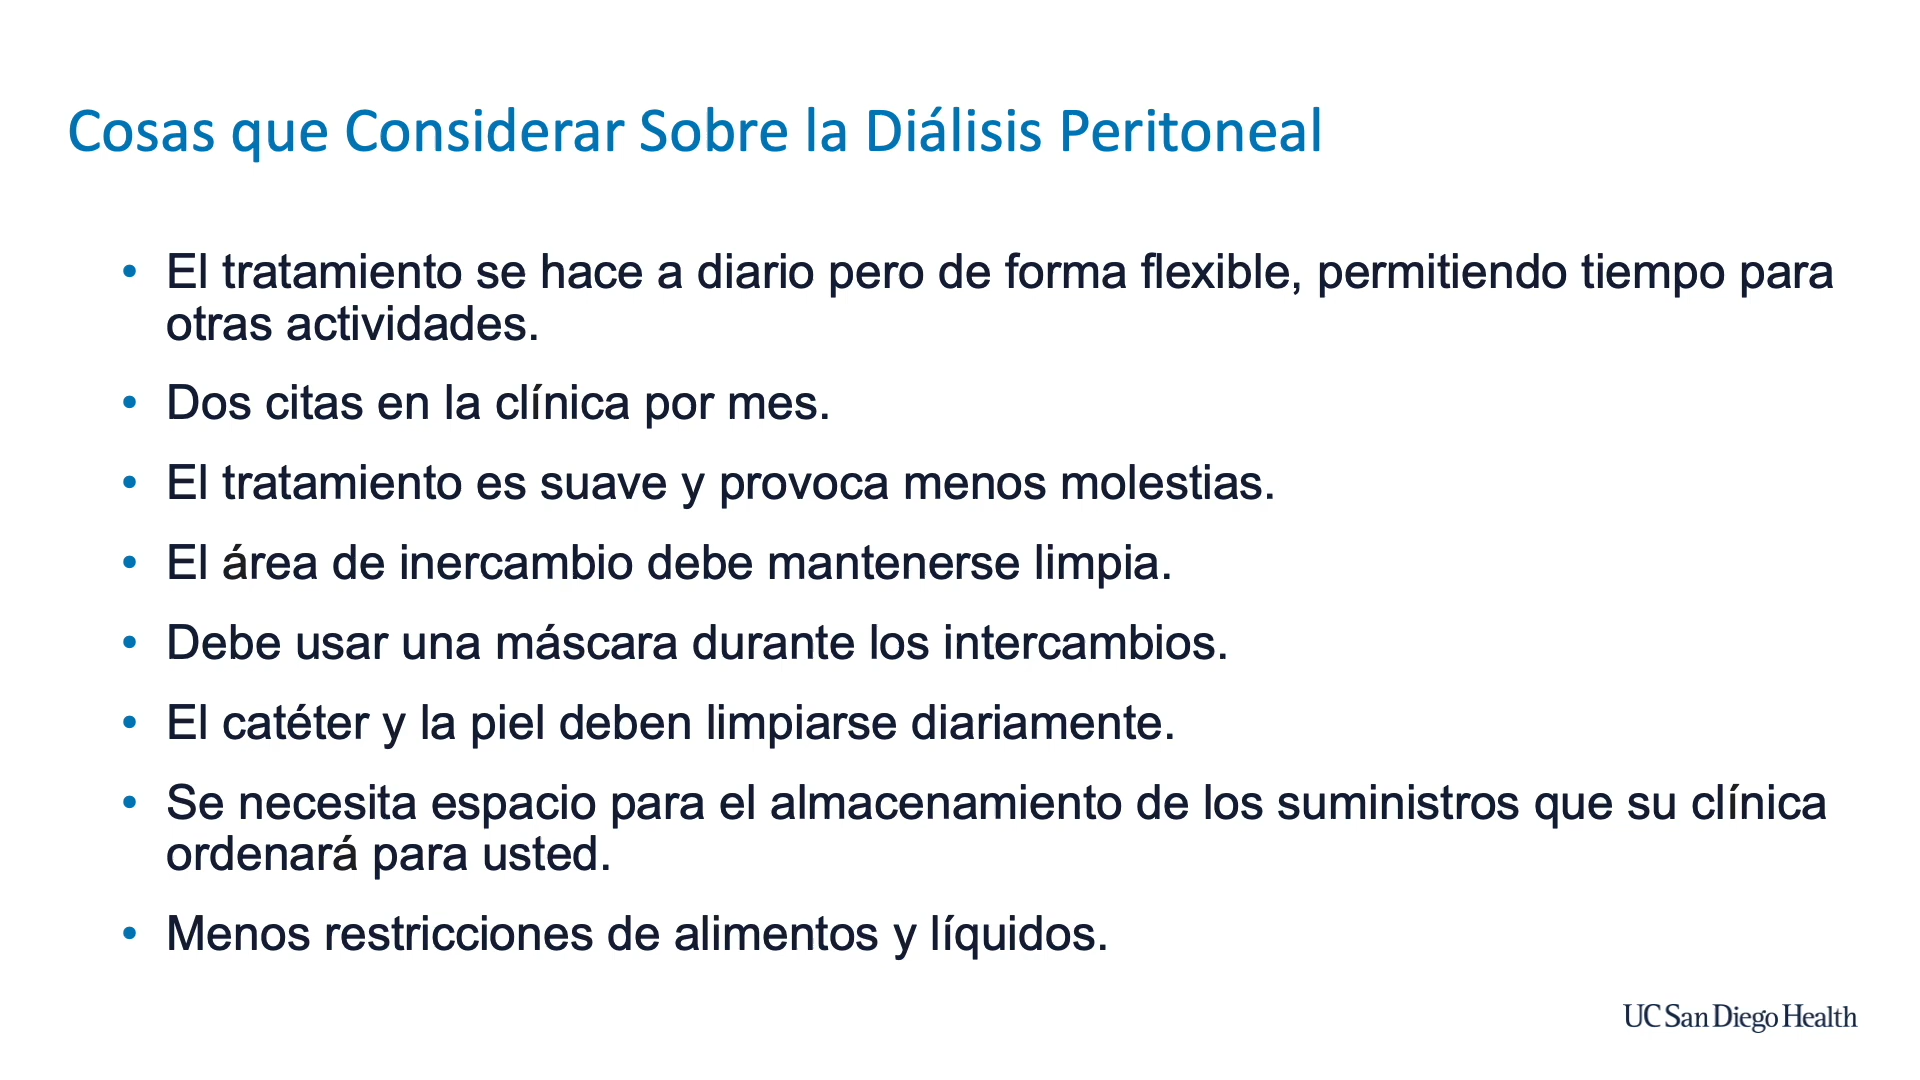 Cosas que Considerar Sobre la Diálisis Peritoneal
• El tratamiento se hace a diario pero de forma flexible, permitiendo tiempo para
otras actividades.
• Dos citas en la clínica por mes.
• El tratamiento es suave y provoca menos molestias.
• El área de inercambio debe mantenerse limpia.
• Debe usar una máscara durante los intercambios.
• El catéter y la piel deben limpiarse diariamente.
• Se necesita espacio para el almacenamiento de los suministros que su clínica
ordenará para usted.
• Menos restricciones de alimentos y líquidos.
UC San Diego Health